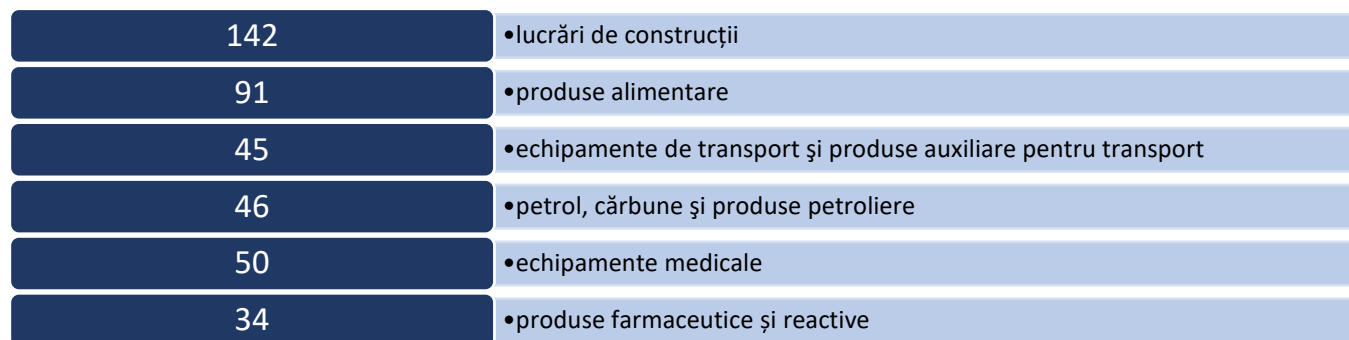 142 •lucrări de construcții
91 •produse alimentare
45 •echipamente de transport şi produse auxiliare pentru transport
46 •petrol, cărbune şi produse petroliere
50 •echipamente medicale
34 •produse farmaceutice și reactive